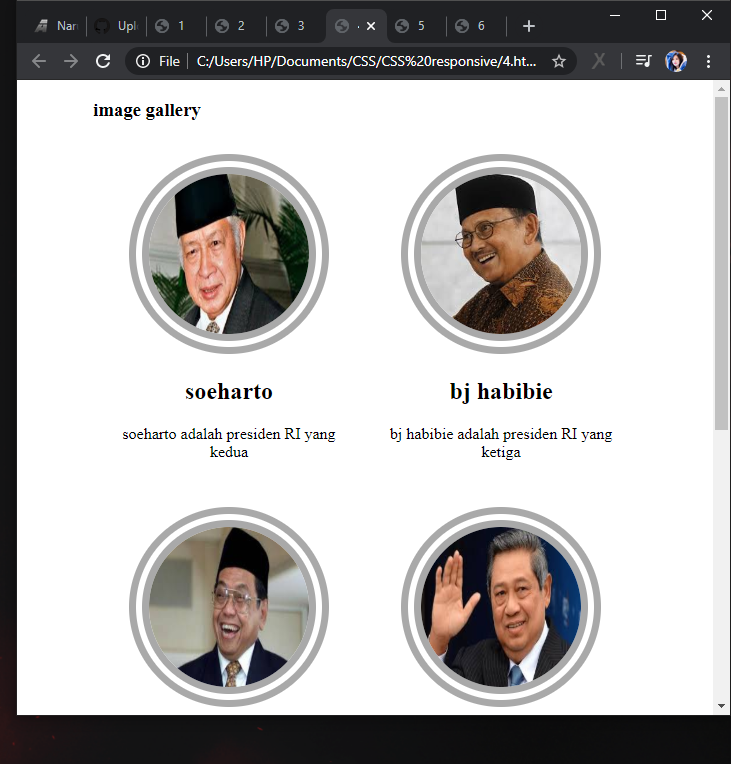 Nar
Uplo
1
2
3
5
6
File
C:/Users/HP/Documents/CSS/CSS%20responsive/4.ht...
X
image gallery
soeharto
bj habibie
soeharto adalah presiden RI yang
kedua
bj habibie adalah presiden RI yang
ketiga